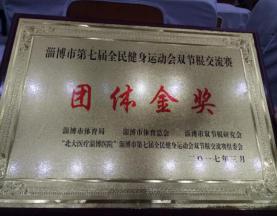 淄博市第七届全民健身运动会双节棍交流赛
团体金奖
淄博市体育局 淄博市体育总会 淄博市双节棍研究会
“北大医疗淄博医院”淄博市第七届全民健身运动会双节棍交流赛组委会
二〇一七年三月